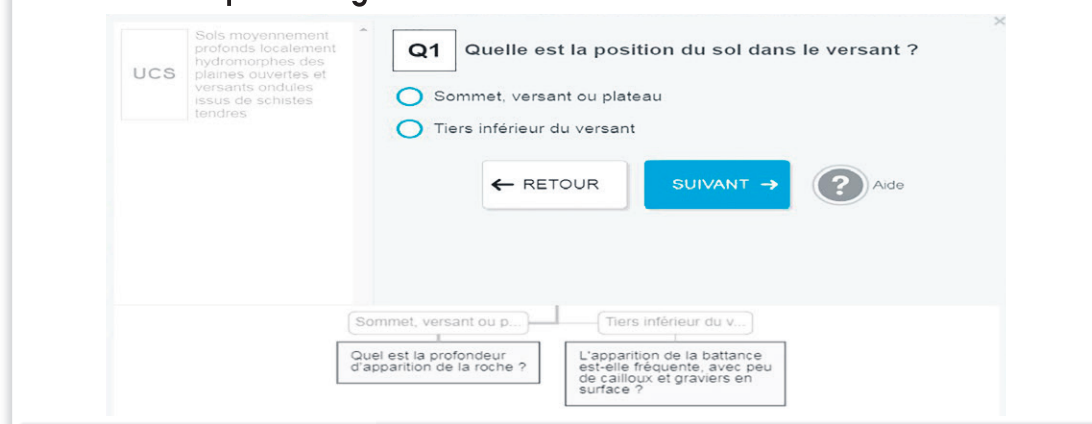 UCS
Sols moyennement
profonds localement
hydromorphes des
plaines ouvertes et
versants ondules
issus de schistes
tendres
Q1 Quelle est la position du sol dans le versant ?
Sommet, versant ou plateau
Tiers inférieur du versant
← RETOUR
SUIVANT →
? Aide
Sommet, versant ou p...
Tiers inférieur du v...
Quel est la profondeur
d'apparition de la roche ?
L'apparition de la battance
est-elle fréquente, avec peu
de cailloux et graviers en
surface ?